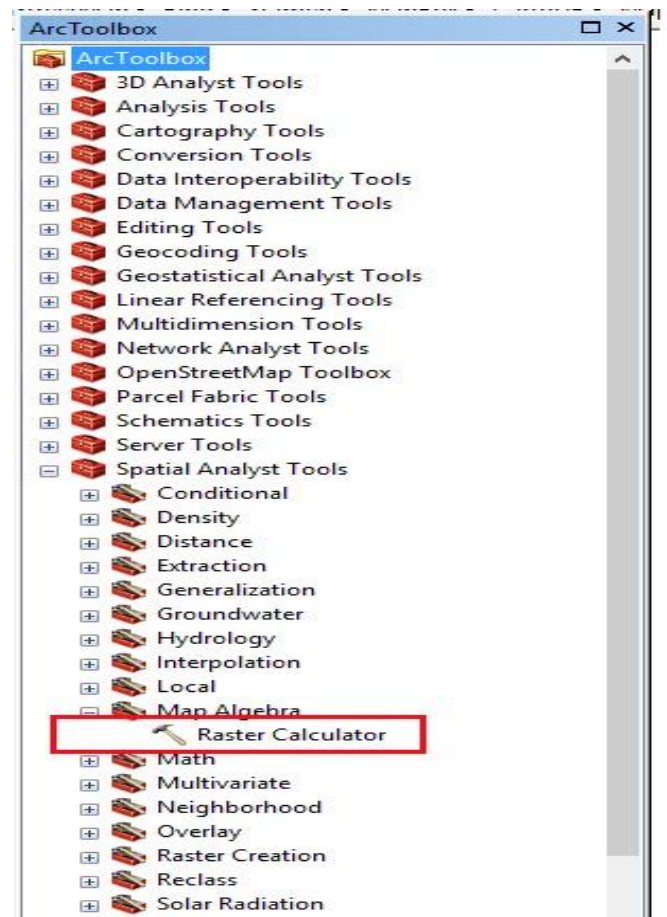 ArcToolbox
ArcToolbox
3D Analyst Tools
Analysis Tools
Cartography Tools
Conversion Tools
Data Interoperability Tools
Data Management Tools
Editing Tools
Geocoding Tools
Geostatistical Analyst Tools
Linear Referencing Tools
Multidimension Tools
Network Analyst Tools
OpenStreetMap Toolbox
Parcel Fabric Tools
Schematics Tools
Server Tools
Spatial Analyst Tools
Conditional
Density
Distance
Extraction
Generalization
Groundwater
Hydrology
Interpolation
Local
Map Algebra
Raster Calculator
Math
Multivariate
Neighborhood
Overlay
Raster Creation
Reclass
Solar Radiation